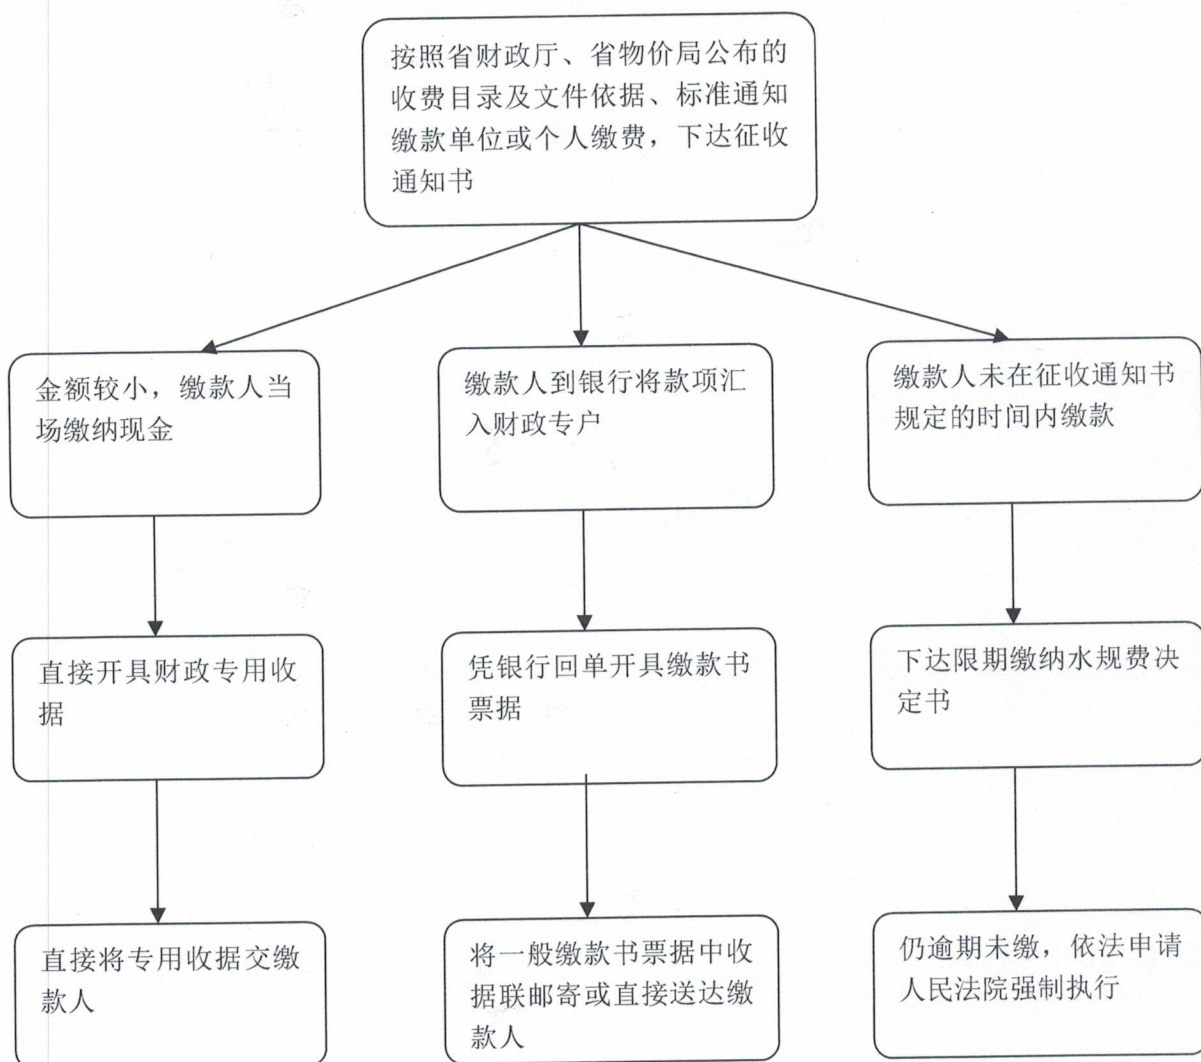 按照省财政厅、省物价局公布的
收费目录及文件依据、标准通知
缴款单位或个人缴费，下达征收
通知书
金额较小，缴款人当
场缴纳现金
缴款人到银行将款项汇
入财政专户
缴款人未在征收通知书
规定的时间内缴款
直接开具财政专用收
据
凭银行回单开具缴款书
票据
下达限期缴纳水规费决
定书
直接将专用收据交缴
款人
将一般缴款书票据中收
据联邮寄或直接送达缴
款人
仍逾期未缴，依法申请
人民法院强制执行